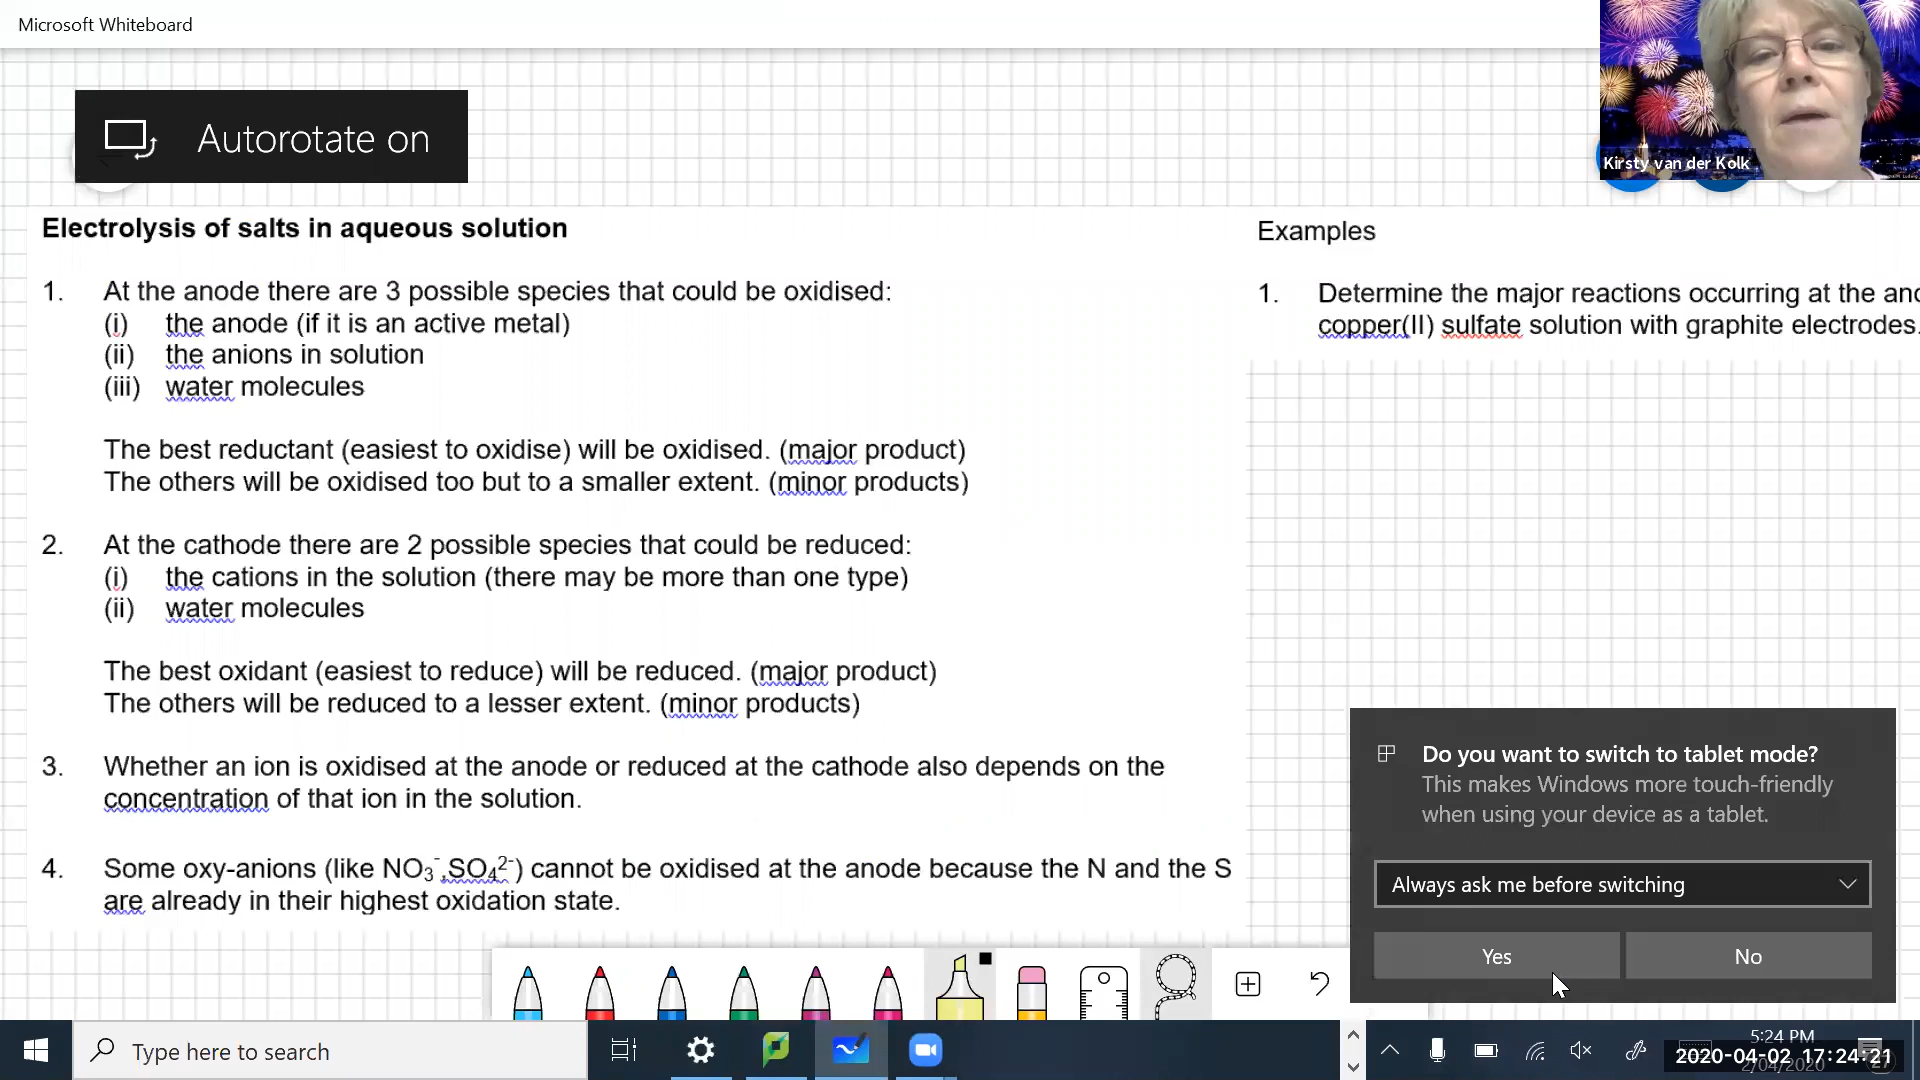 Microsoft Whiteboard
Autorotate on
Kirsty van der Kolk
Electrolysis of salts in aqueous solution
1. At the anode there are 3 possible species that could be oxidised:
(i) the anode (if it is an active metal)
(ii) the anions in solution
(iii) water molecules
The best reductant (easiest to oxidise) will be oxidised. (major product)
The others will be oxidised too but to a smaller extent. (minor products)
2. At the cathode there are 2 possible species that could be reduced:
(i) the cations in the solution (there may be more than one type)
(ii) water molecules
The best oxidant (easiest to reduce) will be reduced. (major product)
The others will be reduced to a lesser extent. (minor products)
3. Whether an ion is oxidised at the anode or reduced at the cathode also depends on the
concentration of that ion in the solution.
4. Some oxy-anions (like NO₃⁻,SO₄²⁻) cannot be oxidised at the anode because the N and the S
are already in their highest oxidation state.
Examples
1. Determine the major reactions occurring at the ano
copper(II) sulfate solution with graphite electrodes.
Do you want to switch to tablet mode?
This makes Windows more touch-friendly
when using your device as a tablet.
Always ask me before switching
Yes No
Type here to search
5:24 PM
2020-04-02 17:24:21
2/04/2020
27